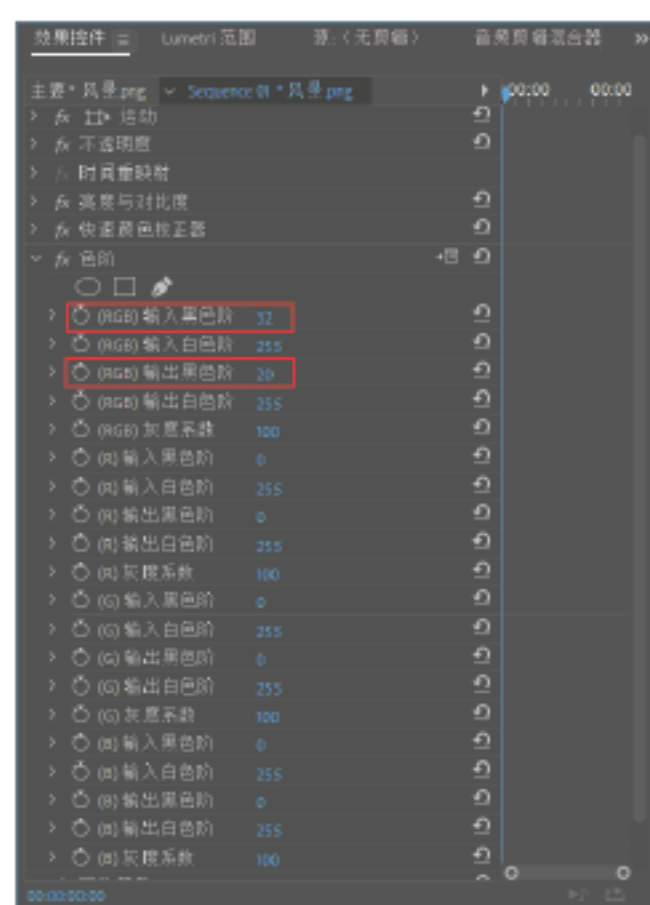 效果控件 Lumetri 范围 源:〈无剪辑〉 音频剪辑混合器 »
主要 * 风景.png Sequence 01 * 风景.png 00:00 00:00
fx 运动
fx 不透明度
fx 时间重映射
fx 亮度与对比度
fx 快速颜色校正器
fx 色阶
(RGB) 输入黑色阶 32
(RGB) 输入白色阶 255
(RGB) 输出黑色阶 20
(RGB) 输出白色阶 255
(RGB) 灰度系数 100
(R) 输入黑色阶 0
(R) 输入白色阶 255
(R) 输出黑色阶 0
(R) 输出白色阶 255
(R) 灰度系数 100
(G) 输入黑色阶 0
(G) 输入白色阶 255
(G) 输出黑色阶 0
(G) 输出白色阶 255
(G) 灰度系数 100
(B) 输入黑色阶 0
(B) 输入白色阶 255
(B) 输出黑色阶 0
(B) 输出白色阶 255
(B) 灰度系数 100
00:00:00:00